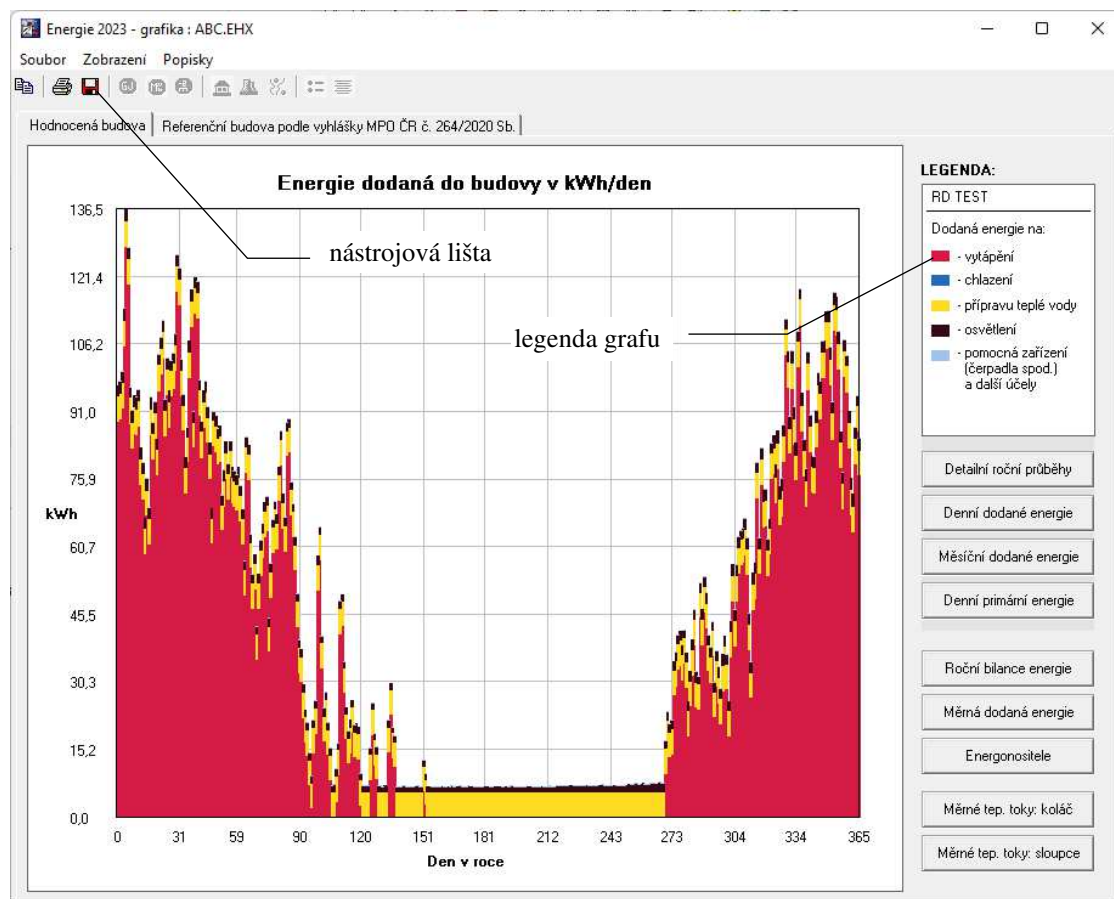 Energie 2023 - grafika : ABC.EHX
Soubor Zobrazení Popisky
Hodnocená budova
Referenční budova podle vyhlášky MPO ČR č. 264/2020 Sb.
Energie dodaná do budovy v kWh/den
136,5
121,4
106,2
91,0
75,9
kWh
60,7
45,5
30,3
15,2
0,0
0 31 59 90 120 151 181 212 243 273 304 334 365
Den v roce
nástrojová lišta
legenda grafu
LEGENDA:
RD TEST
Dodaná energie na:
- vytápění
- chlazení
- přípravu teplé vody
- osvětlení
- pomocná zařízení
(čerpadla spod.)
a další účely
Detailní roční průběhy
Denní dodané energie
Měsíční dodané energie
Denní primární energie
Roční bilance energie
Měrná dodaná energie
Energonositele
Měrné tep. toky: koláč
Měrné tep. toky: sloupce